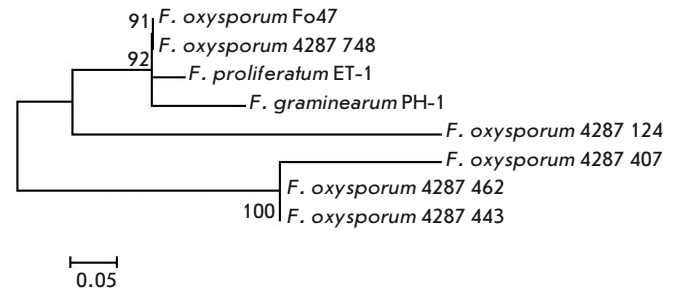 91 F. oxysporum Fo47
F. oxysporum 4287 748
92
F. proliferatum ET-1
F. graminearum PH-1
F. oxysporum 4287 124
F. oxysporum 4287 407
F. oxysporum 4287 462
100 F. oxysporum 4287 443
0.05